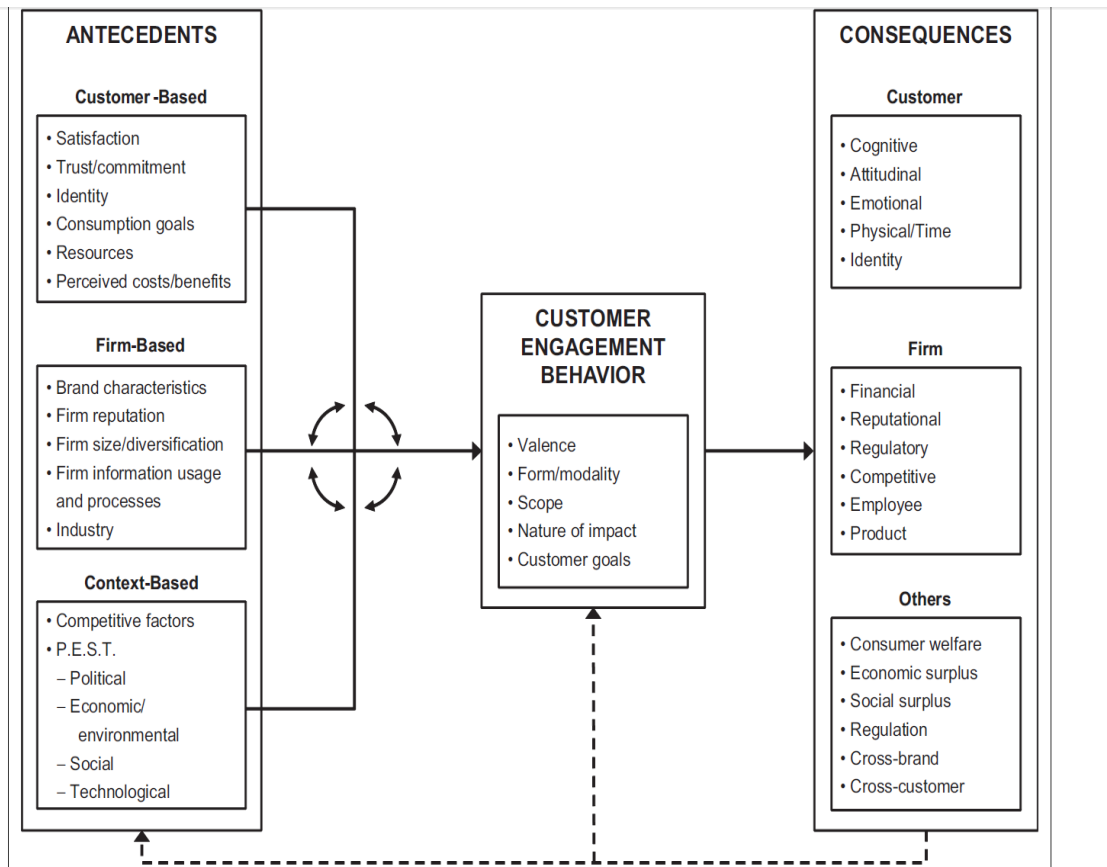 ANTECEDENTS
Customer-Based
• Satisfaction
• Trust/commitment
• Identity
• Consumption goals
• Resources
• Perceived costs/benefits
Firm-Based
• Brand characteristics
• Firm reputation
• Firm size/diversification
• Firm information usage
and processes
• Industry
Context-Based
• Competitive factors
• P.E.S.T.
– Political
– Economic/
environmental
– Social
– Technological
CUSTOMER
ENGAGEMENT
BEHAVIOR
• Valence
• Form/modality
• Scope
• Nature of impact
• Customer goals
CONSEQUENCES
Customer
• Cognitive
• Attitudinal
• Emotional
• Physical/Time
• Identity
Firm
• Financial
• Reputational
• Regulatory
• Competitive
• Employee
• Product
Others
• Consumer welfare
• Economic surplus
• Social surplus
• Regulation
• Cross-brand
• Cross-customer